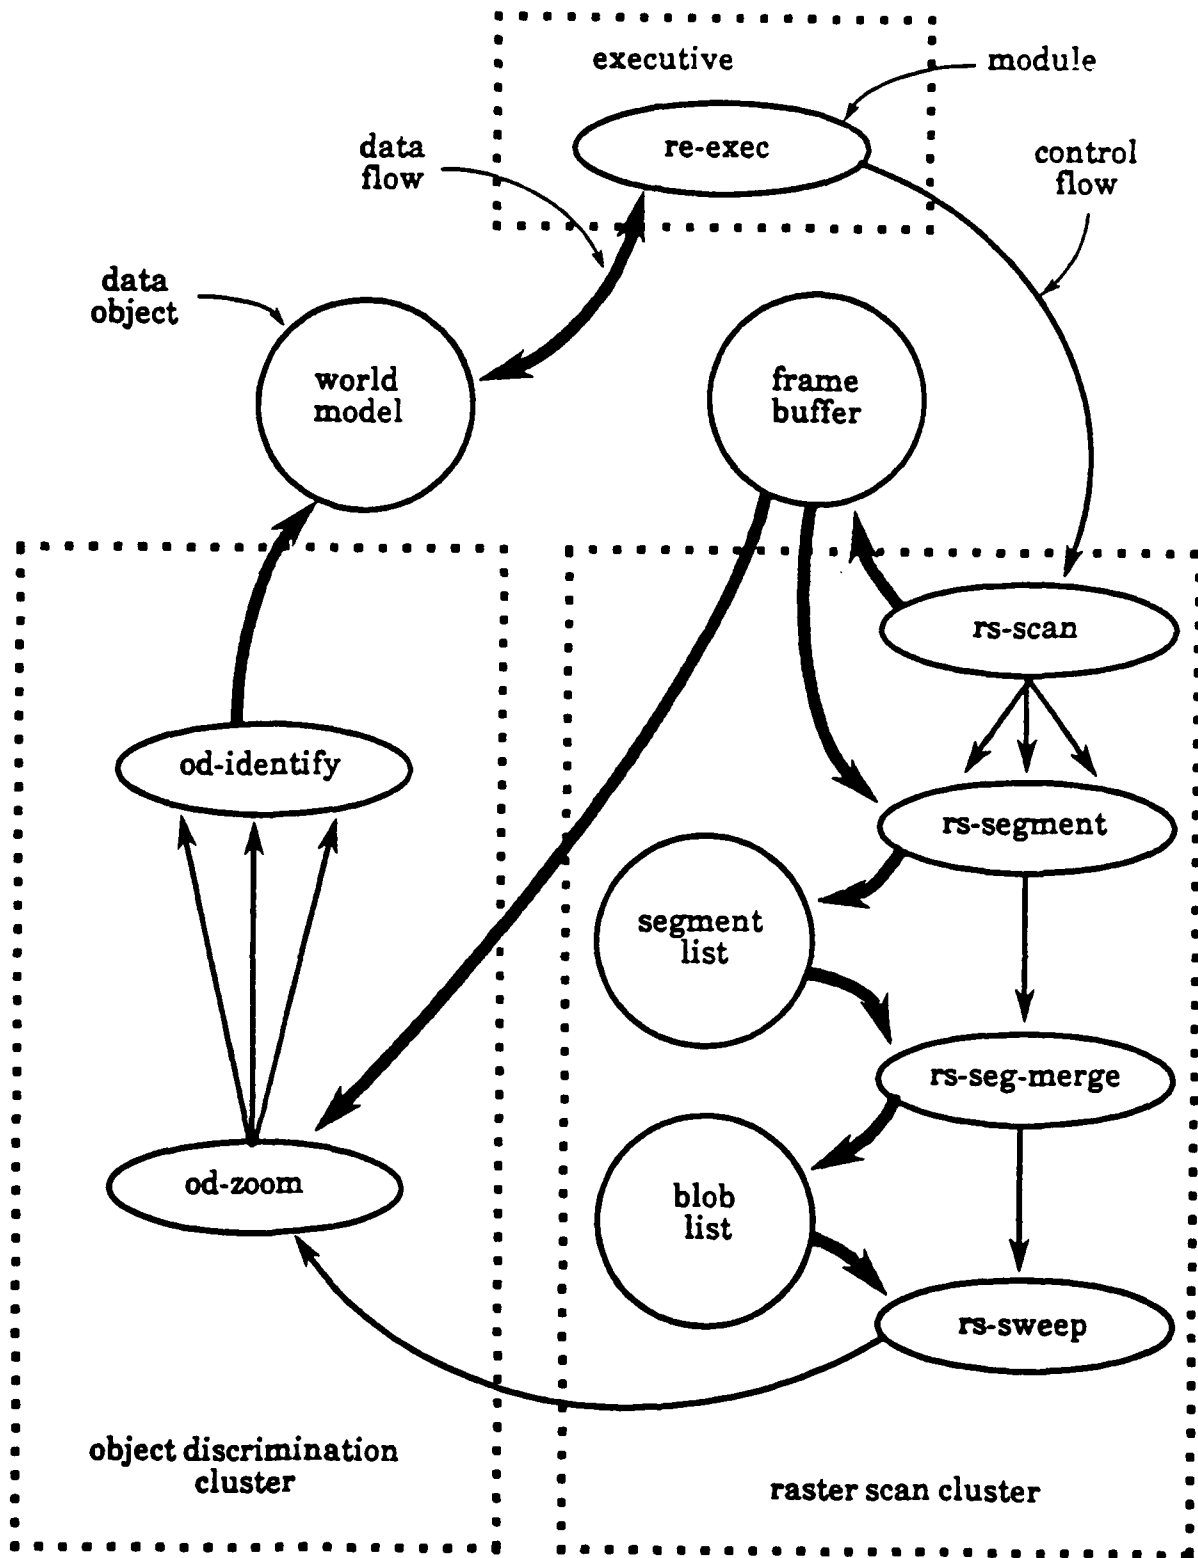 executive
module
re-exec
data
flow
control
flow
data
object
world
model
frame
buffer
rs-scan
od-identify
rs-segment
segment
list
rs-seg-merge
od-zoom
blob
list
rs-sweep
object discrimination
cluster
raster scan cluster